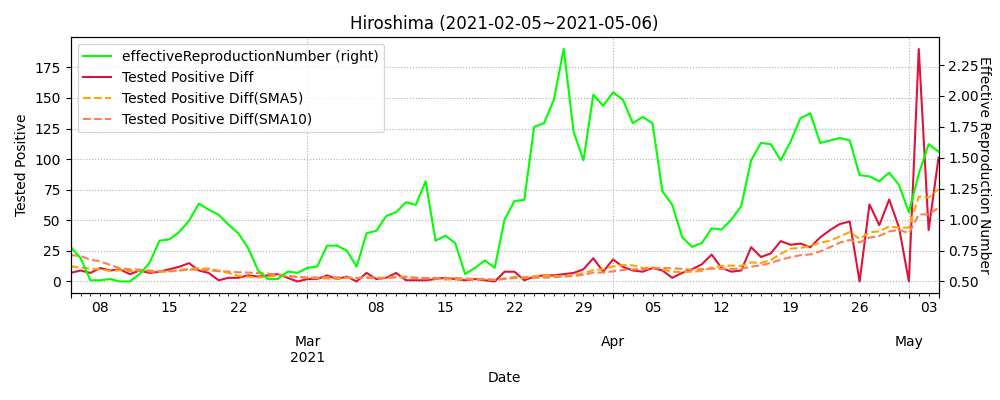 Hiroshima (2021-02-05~2021-05-06)
effectiveReproductionNumber (right)
Tested Positive Diff
Tested Positive Diff(SMA5)
Tested Positive Diff(SMA10)
Tested Positive
175
150
125
100
75
50
25
0
Effective Reproduction Number
2.25
2.00
1.75
1.50
1.25
1.00
0.75
0.50
08 15 22 08 15 22 29 05 12 19 26 03
Mar Apr May
2021
Date